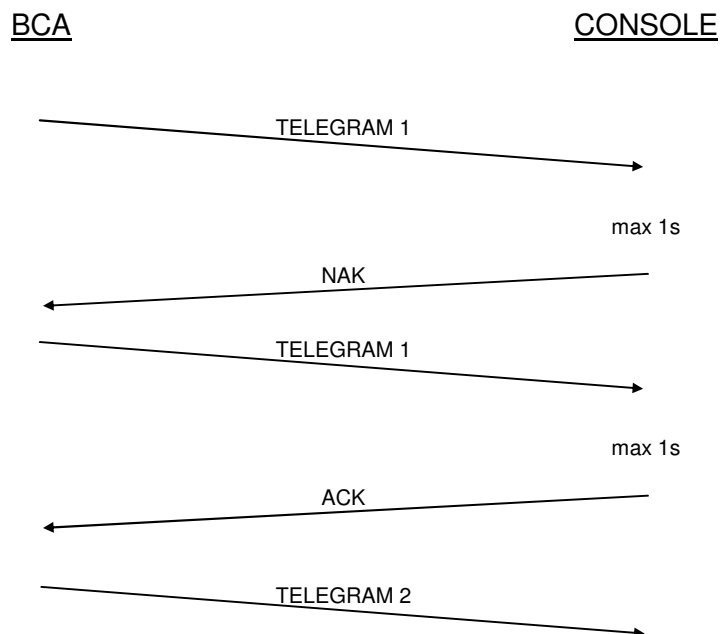 BCA CONSOLE
TELEGRAM 1
max 1s
NAK
TELEGRAM 1
max 1s
ACK
TELEGRAM 2